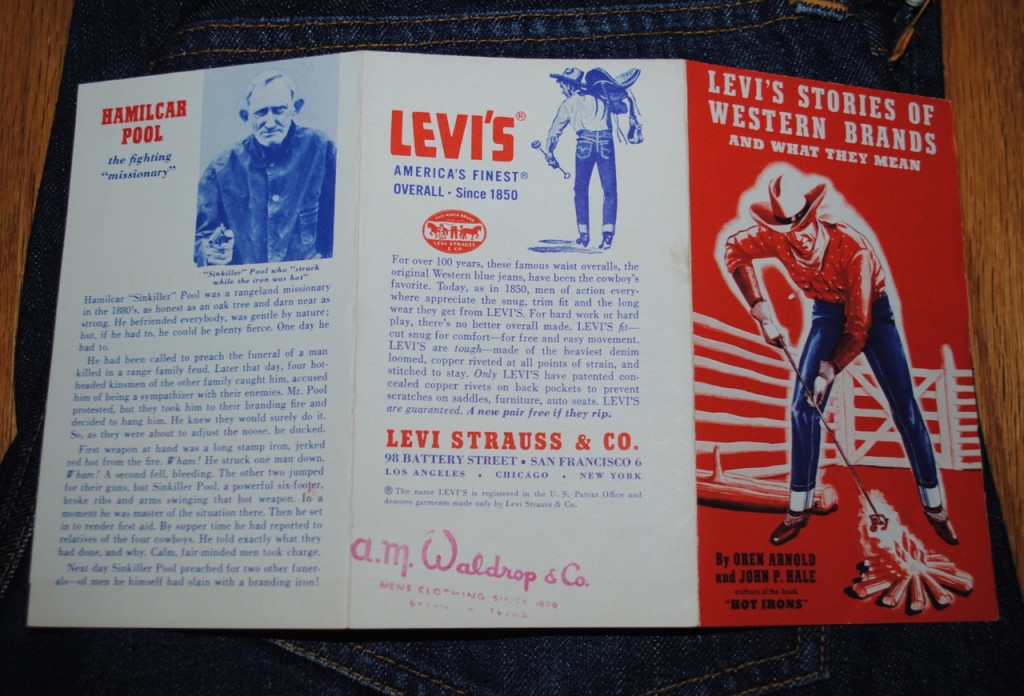 HAMILCAR
POOL
the fighting
"missionary"
"Sinkiller" Pool who "struck
while the iron was hot"
Hamilcar "Sinkiller" Pool was a rangeland missionary
in the 1880's, as honest as an oak tree and darn near as
strong. He befriended everybody, was gentle by nature;
but, if he had to, he could be plenty fierce. One day he
had to.
He had been called to preach the funeral of a man
killed in a range family feud. Later that day, four hot-
headed kinsmen of the other family caught him, accused
him of being a sympathizer with their enemies. Mr. Pool
protested, but they took him to their branding fire and
decided to hang him. He knew they would surely do it.
So, as they were about to adjust the noose, he ducked.
First weapon at hand was a long stamp iron, jerked
red hot from the fire. Wham! He struck one man down.
Wham! A second fell, bleeding. The other two jumped
for their guns, but Sinkiller Pool, a powerful six-footer,
broke ribs and arms swinging that hot weapon. In a
moment he was master of the situation there. Then he set
in to render first aid. By supper time he had reported to
relatives of the four cowboys. He told exactly what they
had done, and why. Calm, fair-minded men took charge.
Next day Sinkiller Pool preached for two other funer-
als—of men he himself had slain with a branding iron!
LEVI'S®
AMERICA'S FINEST®
OVERALL · Since 1850
LEVI STRAUSS
& CO
For over 100 years, these famous waist overalls, the
original Western blue jeans, have been the cowboy's
favorite. Today, as in 1850, men of action every-
where appreciate the snug, trim fit and the long
wear they get from LEVI'S. For hard work or hard
play, there's no better overall made. LEVI'S fit—
cut snug for comfort—for free and easy movement.
LEVI'S are tough—made of the heaviest denim
loomed, copper riveted at all points of strain, and
stitched to stay. Only LEVI'S have patented con-
cealed copper rivets on back pockets to prevent
scratches on saddles, furniture, auto seats. LEVI'S
are guaranteed. A new pair free if they rip.
LEVI STRAUSS & CO.
98 BATTERY STREET • SAN FRANCISCO 6
LOS ANGELES • CHICAGO • NEW YORK
® The name LEVI'S is registered in the U. S. Patent Office and
denotes garments made only by Levi Strauss & Co.
a.m. Waldrop & Co.
MENS CLOTHING SINCE
BRYAN - TEXAS
LEVI'S STORIES OF
WESTERN BRANDS
AND WHAT THEY MEAN
By OREN ARNOLD
and JOHN P. HALE
authors of the book
"HOT IRONS"